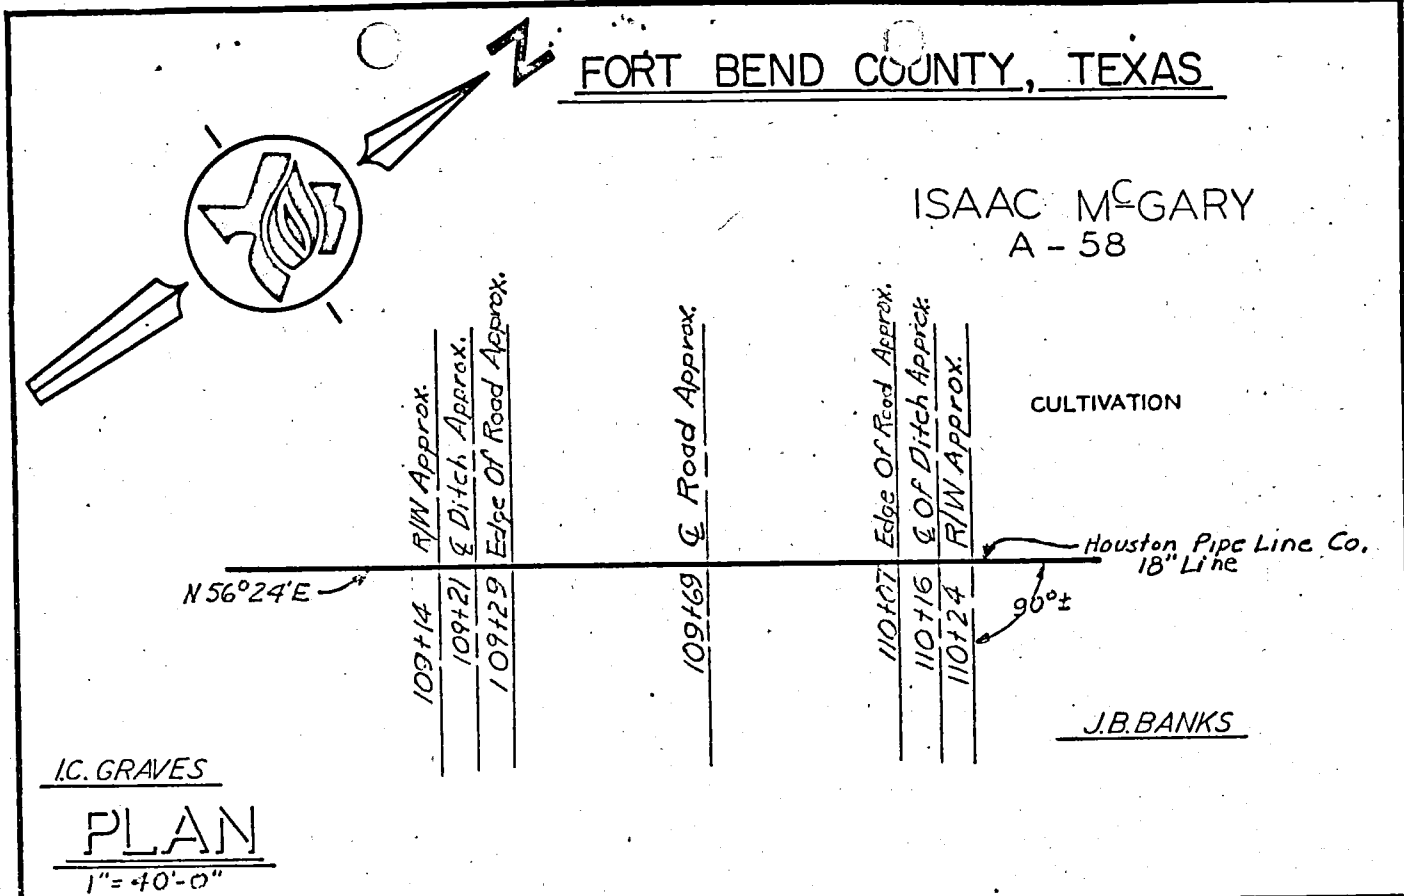 N
FORT BEND COUNTY, TEXAS
ISAAC McGARY
A - 58
R/W Approx.
℄ Ditch Approx.
Edge Of Road Approx.
℄ Road Approx.
Edge Of Road Approx.
℄ Of Ditch Approx.
R/W Approx.
CULTIVATION
Houston Pipe Line Co.
18" Line
N 56°24'E
109+14
109+21
109+29
109+69
110+07
110+16
110+24
90°±
J.B. BANKS
I.C. GRAVES
PLAN
1"=40'-0"